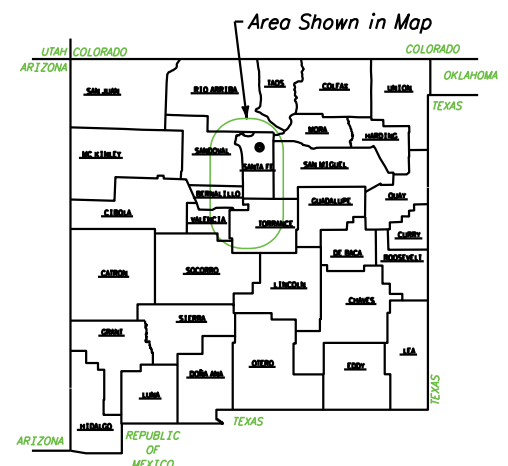 Area Shown in Map
UTAH COLORADO
COLORADO
ARIZONA
OKLAHOMA
TEXAS
SAN JUAN
RIO ARRIBA
TAOS
COLFAX
UNION
MORA
HARDING
MC KINLEY
SANDOVAL
SANTA FE
SAN MIGUEL
BERNALILLO
GUADALUPE
QUAY
CIBOLA
VALENCIA
TORRANCE
CURRY
DE BACA
ROOSEVELT
CATRON
SOCORRO
LINCOLN
CHAVES
SIERRA
GRANT
LEA
OTERO
EDDY
DOÑA ANA
LUNA
TEXAS
HIDALGO
TEXAS
ARIZONA
REPUBLIC
OF
MEXICO